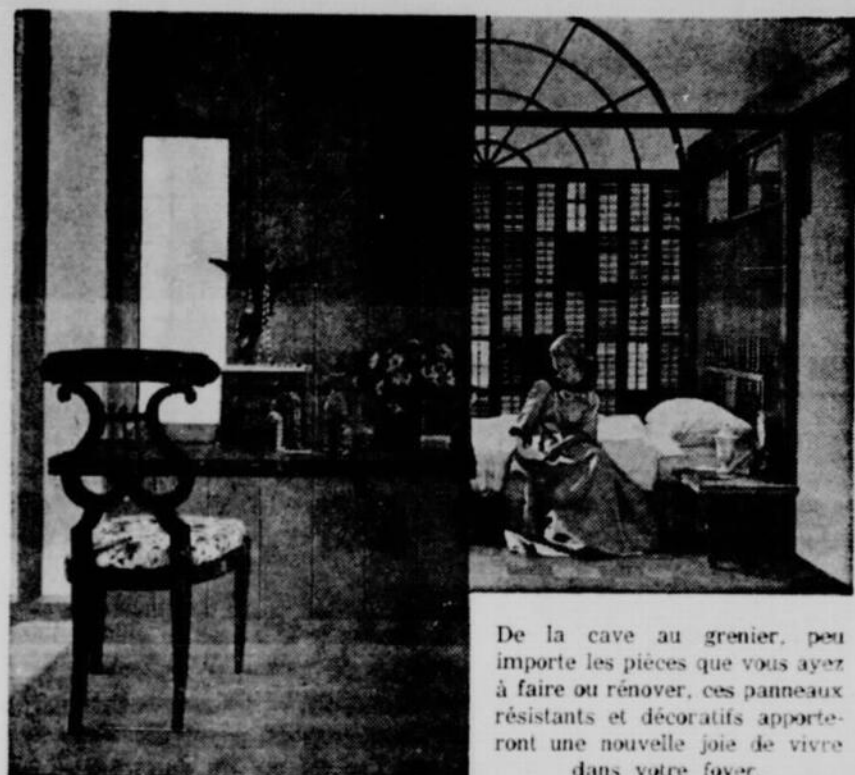 De la cave au grenier, peu
importe les pièces que vous ayez
à faire ou rénover, ces panneaux
résistants et décoratifs apporte-
ront une nouvelle joie de vivre
dans votre foyer